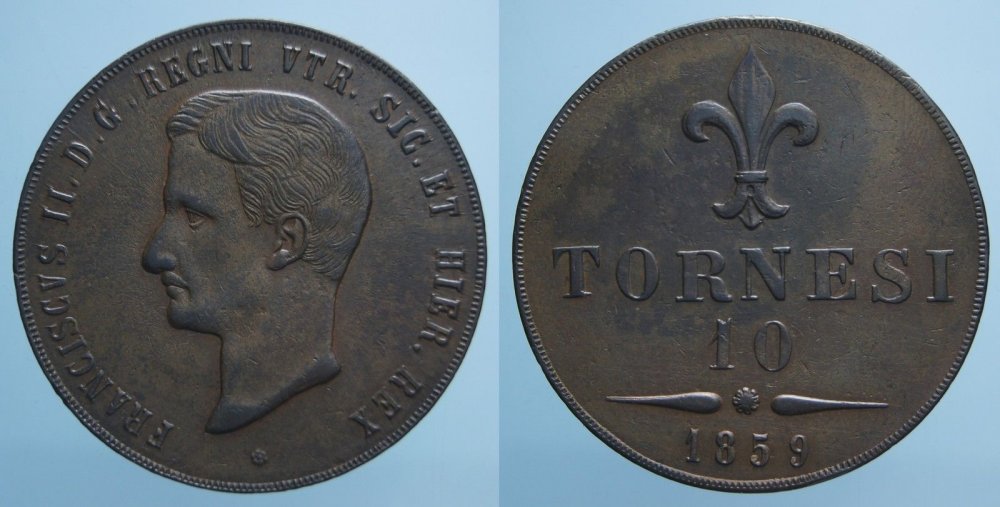 FRANCISCVS II. D. G. REGNI VTR. SIC. ET HIER. REX
TORNESI
10
1859